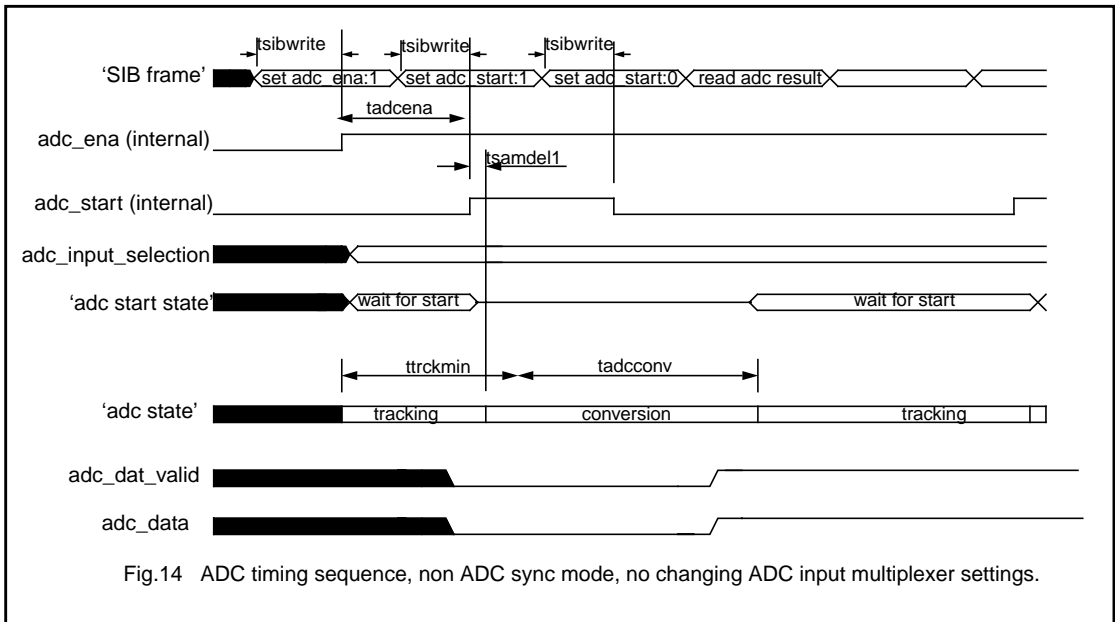 tsibwrite tsibwrite tsibwrite
'SIB frame' set adc_ena:1 set adc_start:1 set adc_start:0 read adc result
tadcena
adc_ena (internal)
tsamdel1
adc_start (internal)
adc_input_selection
'adc start state' wait for start wait for start
ttrckmin tadcconv
'adc state' tracking conversion tracking
adc_dat_valid
adc_data
Fig.14 ADC timing sequence, non ADC sync mode, no changing ADC input multiplexer settings.